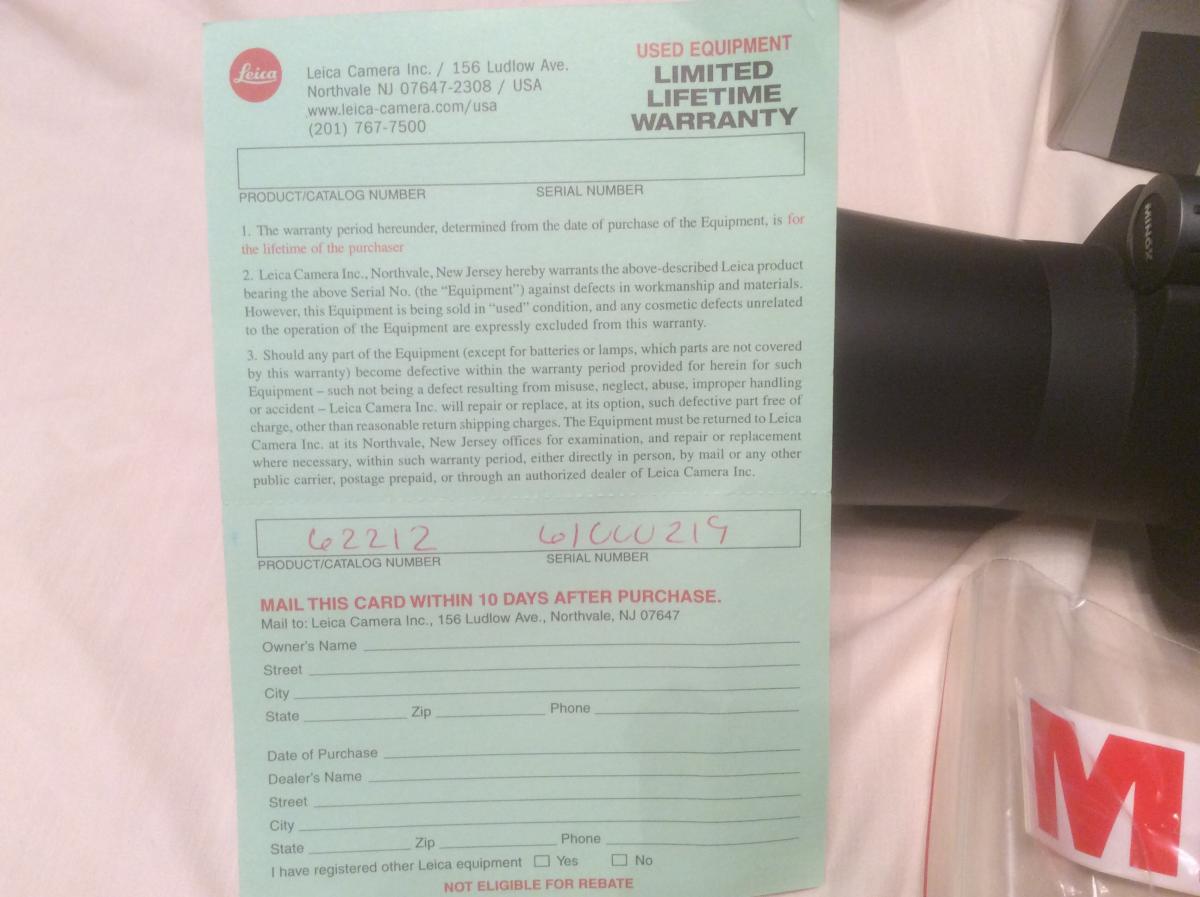 Leica
Leica Camera Inc. / 156 Ludlow Ave.
Northvale NJ 07647-2308 / USA
www.leica-camera.com/usa
(201) 767-7500
USED EQUIPMENT
LIMITED
LIFETIME
WARRANTY
PRODUCT/CATALOG NUMBER SERIAL NUMBER
1. The warranty period hereunder, determined from the date of purchase of the Equipment, is for
the lifetime of the purchaser
2. Leica Camera Inc., Northvale, New Jersey hereby warrants the above-described Leica product
bearing the above Serial No. (the “Equipment”) against defects in workmanship and materials.
However, this Equipment is being sold in “used” condition, and any cosmetic defects unrelated
to the operation of the Equipment are expressly excluded from this warranty.
3. Should any part of the Equipment (except for batteries or lamps, which parts are not covered
by this warranty) become defective within the warranty period provided for herein for such
Equipment – such not being a defect resulting from misuse, neglect, abuse, improper handling
or accident – Leica Camera Inc. will repair or replace, at its option, such defective part free of
charge, other than reasonable return shipping charges. The Equipment must be returned to Leica
Camera Inc. at its Northvale, New Jersey offices for examination, and repair or replacement
where necessary, within such warranty period, either directly in person, by mail or any other
public carrier, postage prepaid, or through an authorized dealer of Leica Camera Inc.
62212 61000219
PRODUCT/CATALOG NUMBER SERIAL NUMBER
MAIL THIS CARD WITHIN 10 DAYS AFTER PURCHASE.
Mail to: Leica Camera Inc., 156 Ludlow Ave., Northvale, NJ 07647
Owner's Name
Street
City
State Zip Phone
Date of Purchase
Dealer's Name
Street
City
State Zip Phone
I have registered other Leica equipment Yes No
NOT ELIGIBLE FOR REBATE
MINOX
M